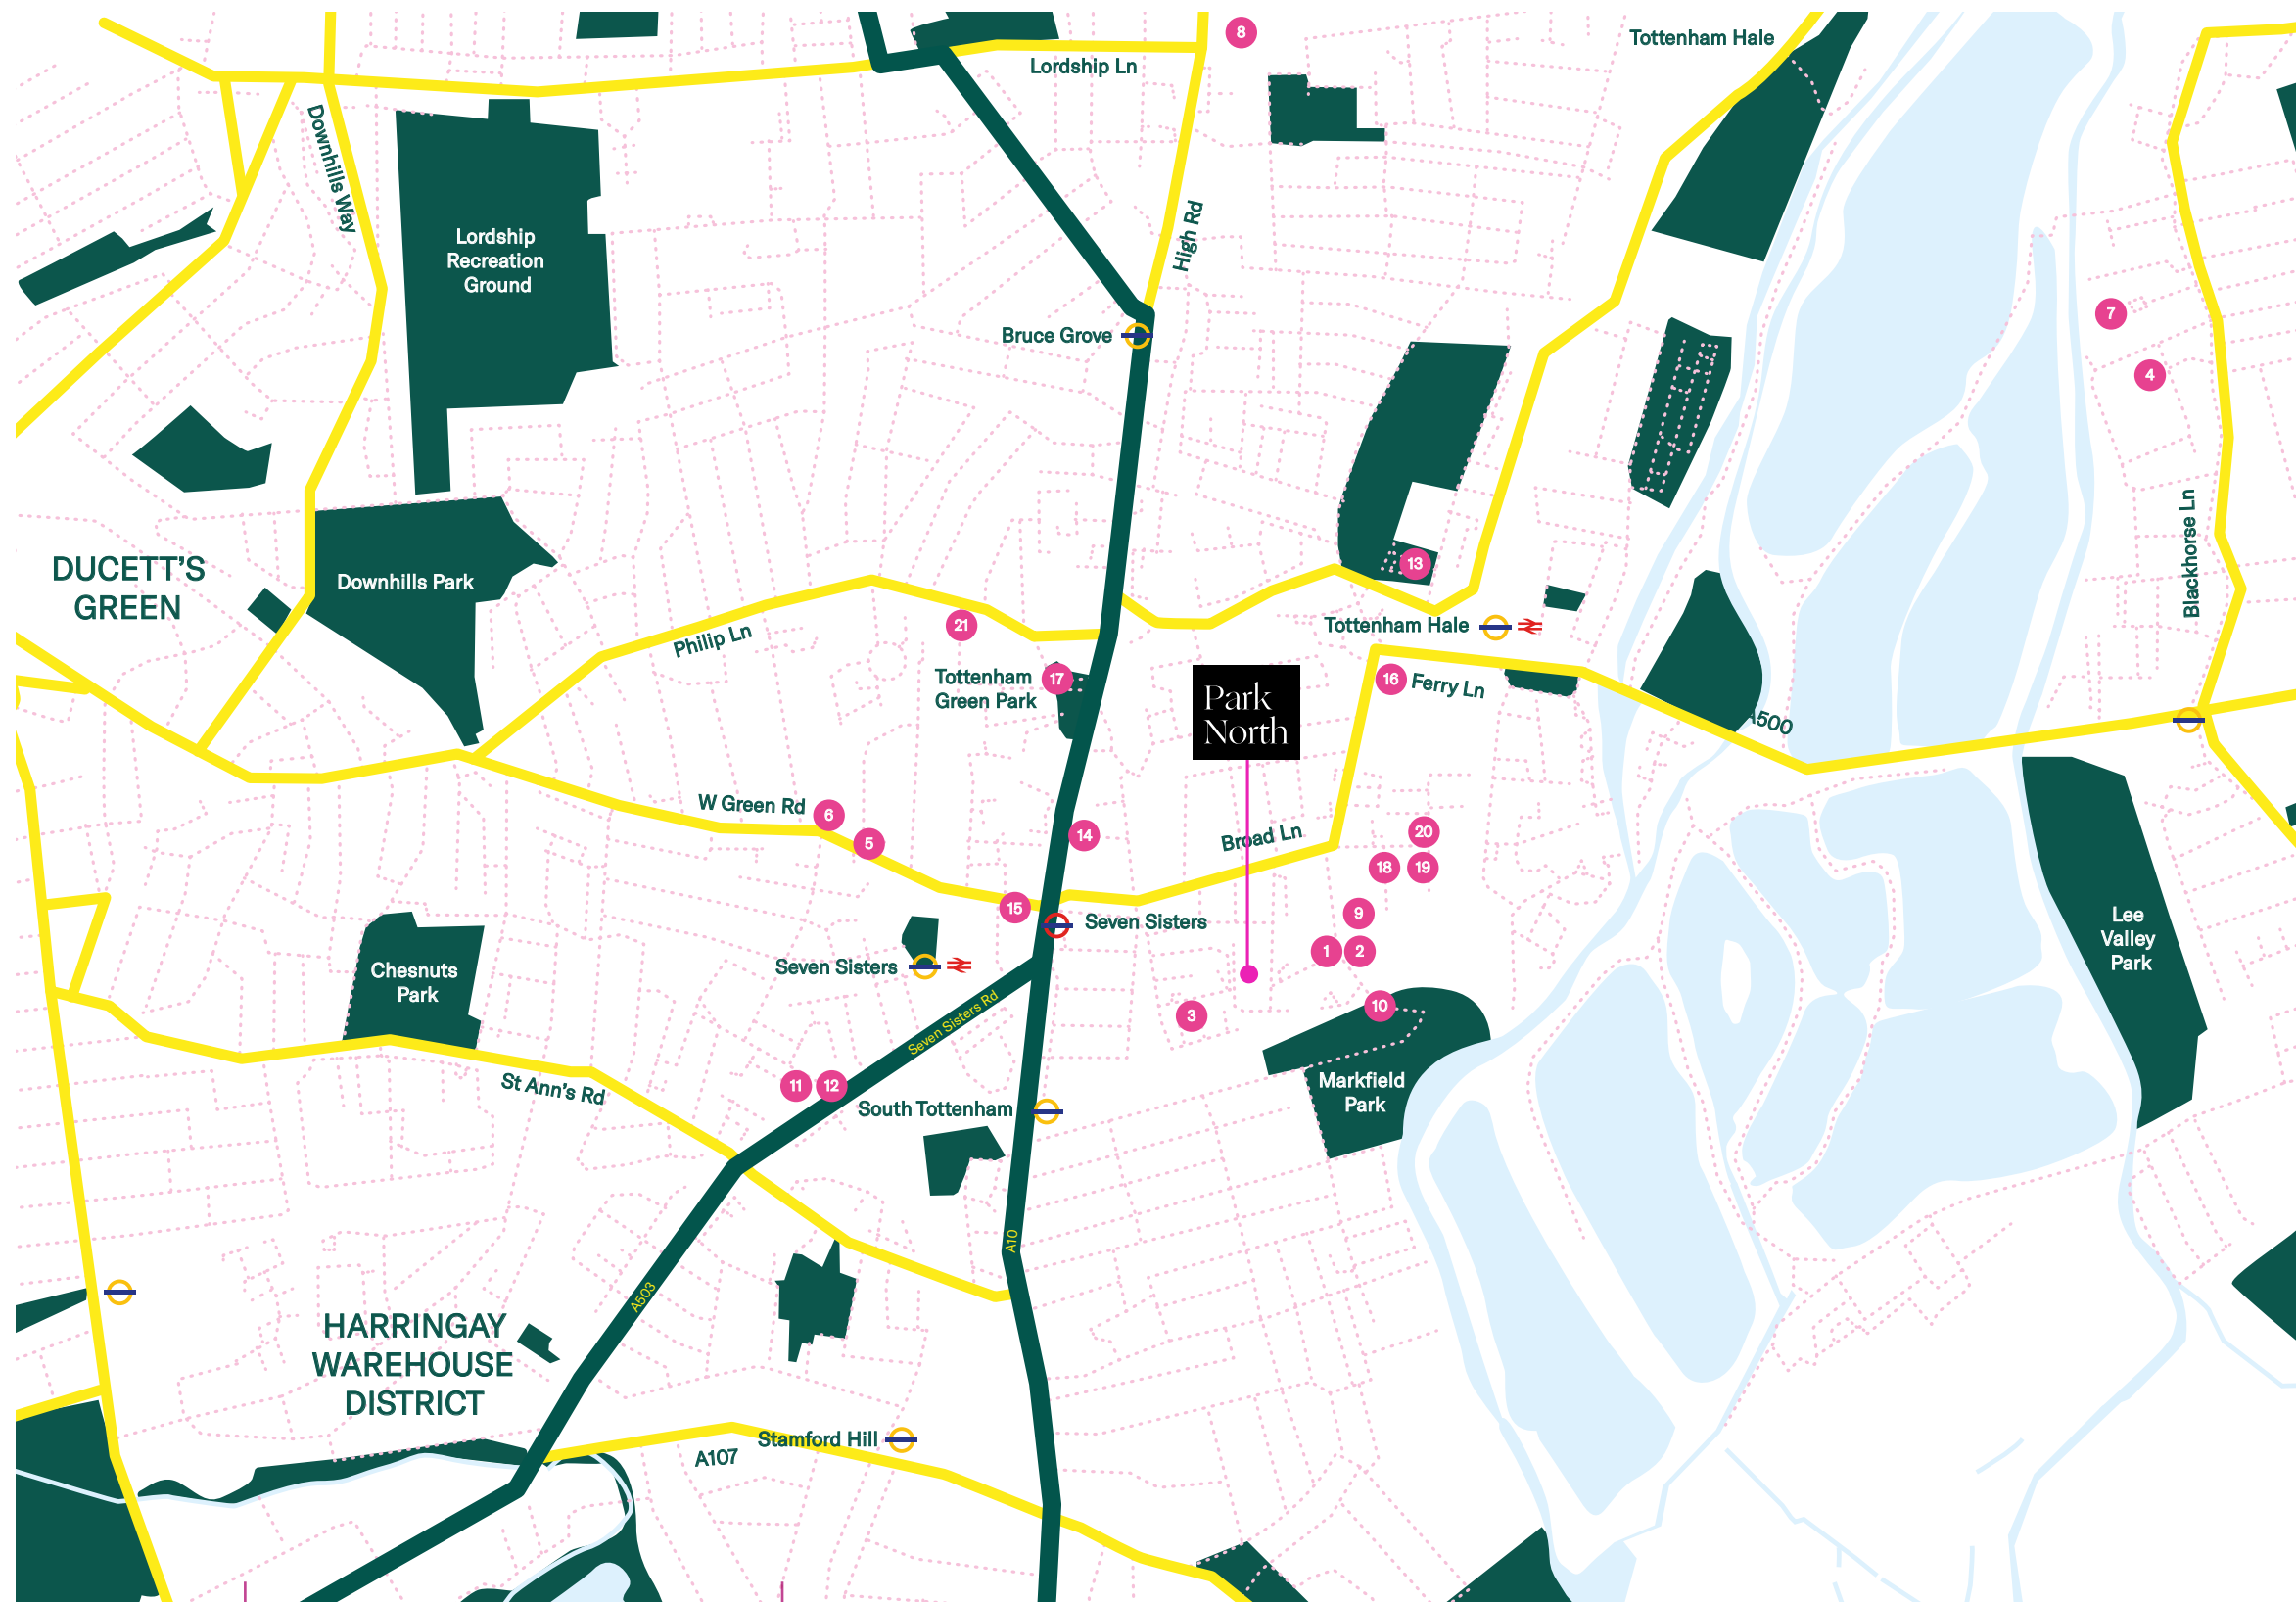 8
Tottenham Hale
Lordship Ln
Downhills Way
High Rd
Lordship
Recreation
Ground
7
Bruce Grove
4
Blackhorse Ln
13
DUCETT'S
GREEN
Downhills Park
21
Philip Ln
Tottenham Hale
Tottenham
Green Park
17
16
Ferry Ln
Park
North
A500
W Green Rd
6
5
14
Broad Ln
20
18
19
15
9
Seven Sisters
1
2
Lee
Valley
Park
Seven Sisters
Chesnuts
Park
Seven Sisters Rd
3
10
11
12
St Ann's Rd
South Tottenham
Markfield
Park
A10
A503
HARRINGAY
WAREHOUSE
DISTRICT
Stamford Hill
A107